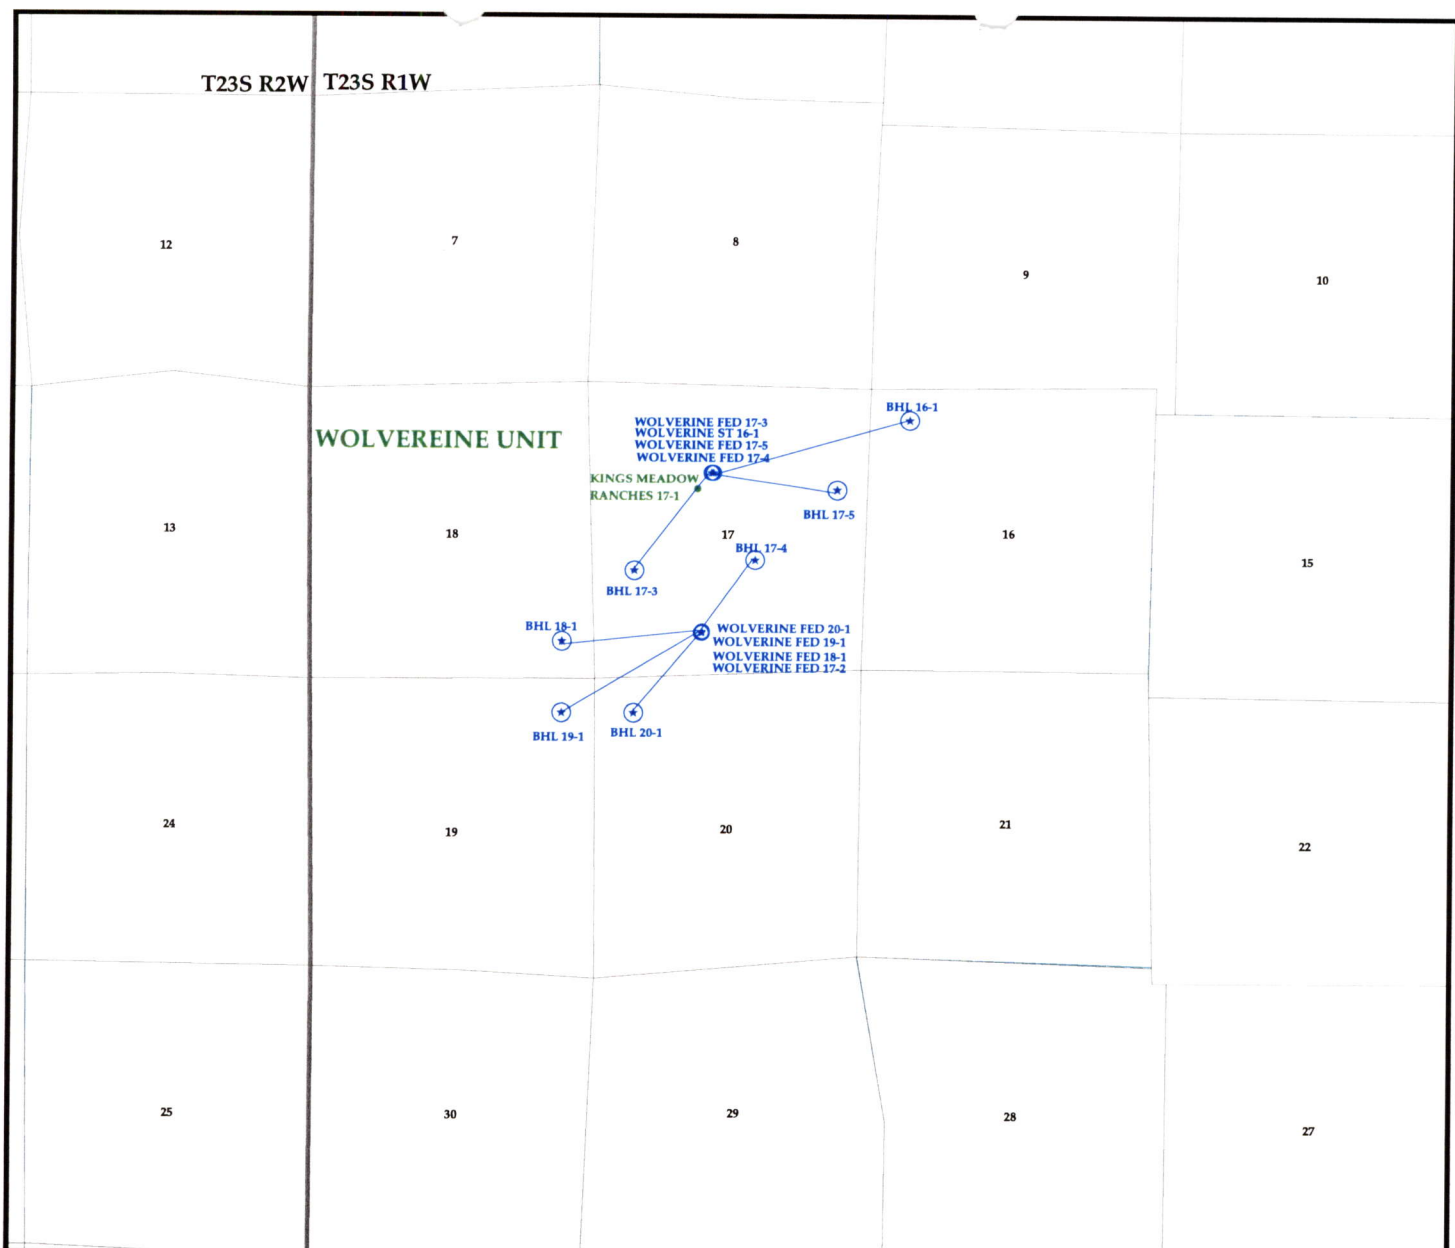 T23S R2W T23S R1W
12
7
8
9
10
WOLVEREINE UNIT
WOLVERINE FED 17-3
WOLVERINE ST 16-1
WOLVERINE FED 17-5
WOLVERINE FED 17-4
BHL 16-1
KINGS MEADOW
RANCHES 17-1
BHL 17-5
13
18
17
16
15
BHL 17-4
BHL 17-3
BHL 18-1
WOLVERINE FED 20-1
WOLVERINE FED 19-1
WOLVERINE FED 18-1
WOLVERINE FED 17-2
BHL 19-1
BHL 20-1
24
19
20
21
22
25
30
29
28
27